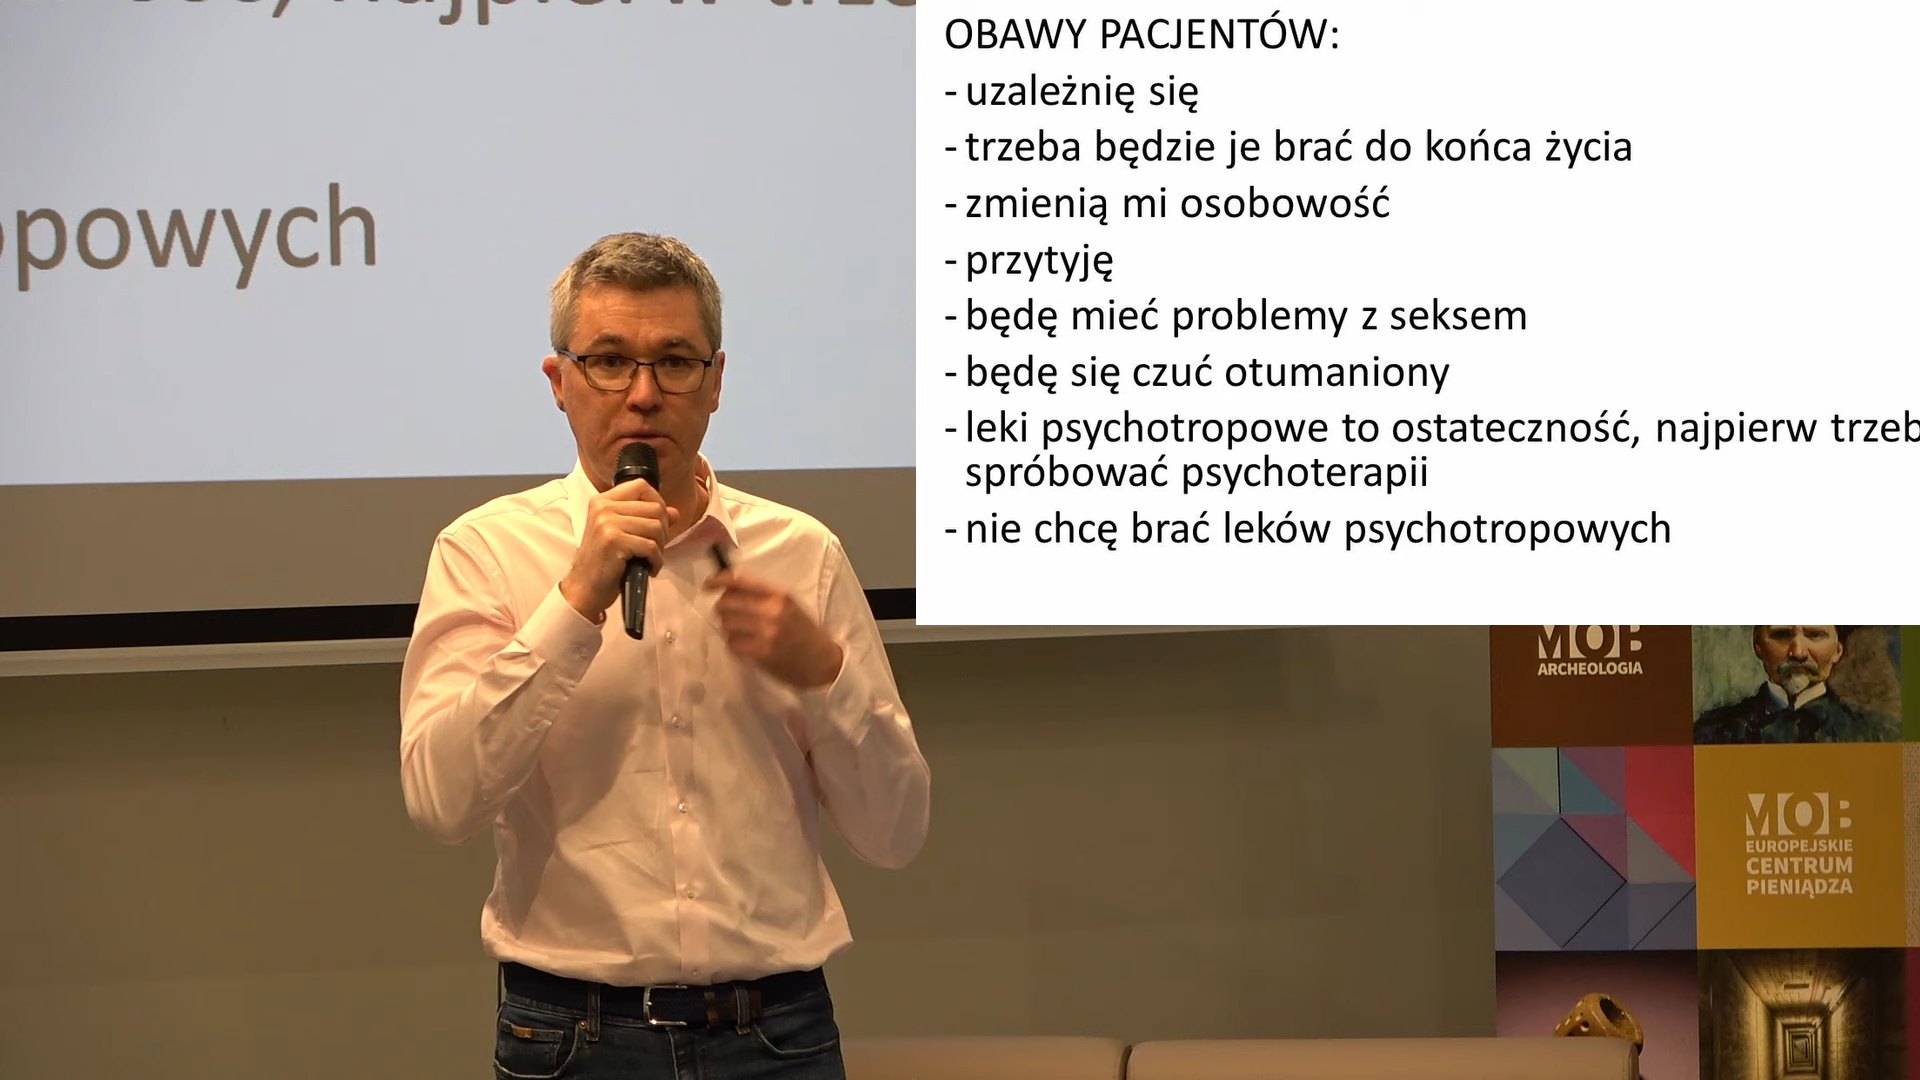 najpierw
opowych
OBAWY PACJENTÓW:
- uzależnię się
- trzeba będzie je brać do końca życia
- zmienią mi osobowość
- przytyję
- będę mieć problemy z seksem
- będę się czuć otumaniony
- leki psychotropowe to ostateczność, najpierw trzeb
spróbować psychoterapii
- nie chcę brać leków psychotropowych
MOB
ARCHEOLOGIA
MOB
EUROPEJSKIE
CENTRUM
PIENIĄDZA